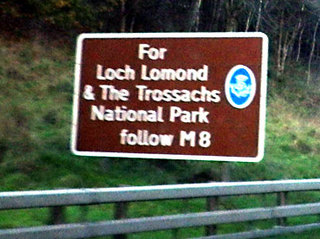 For
Loch Lomond
& The Trossachs
National Park
follow M8